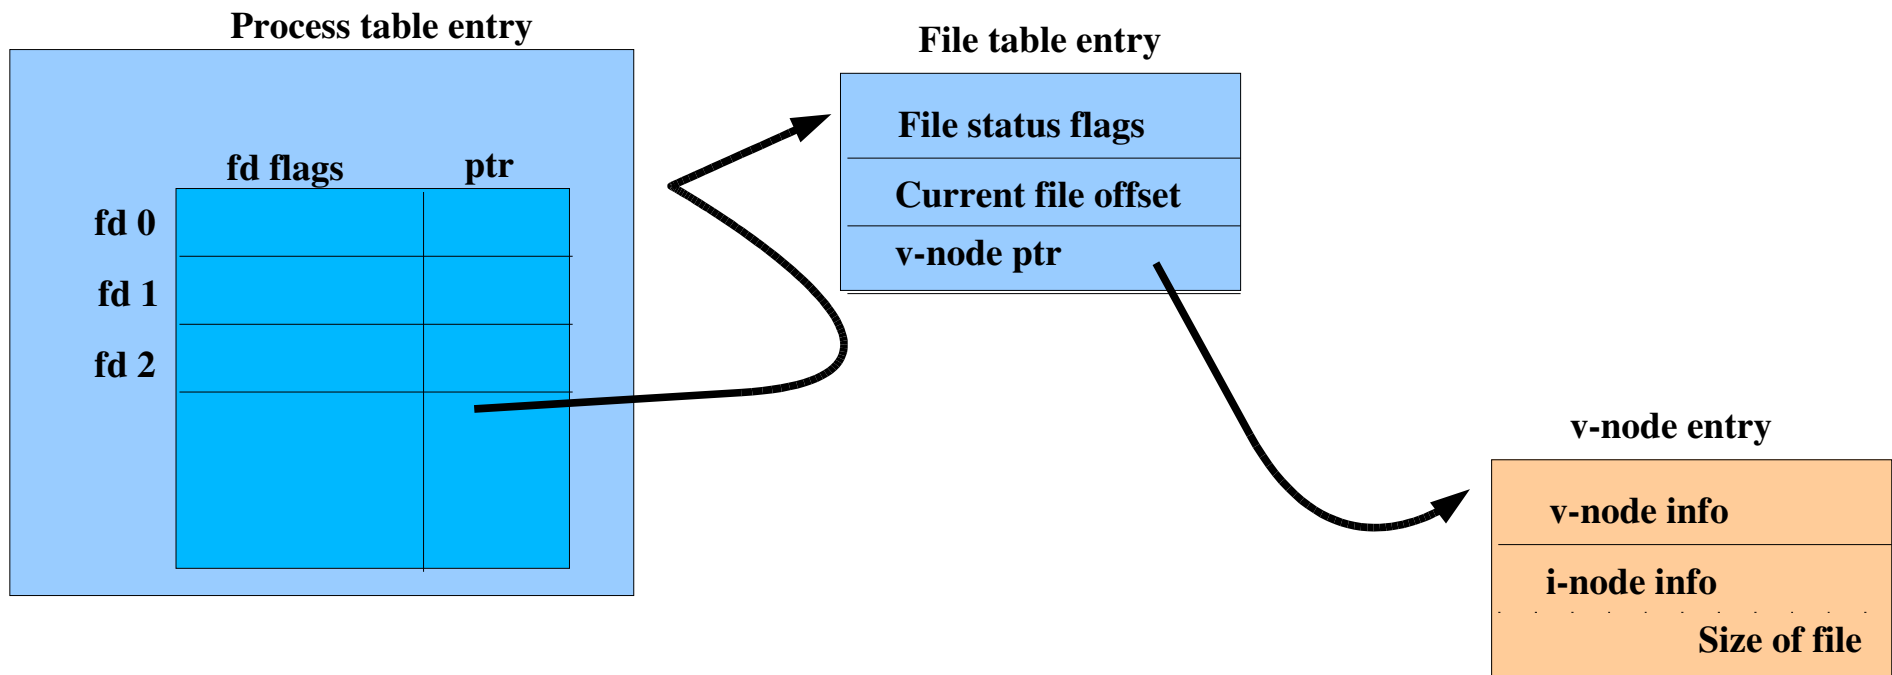 Process table entry
fd flags ptr
fd 0
fd 1
fd 2
File table entry
File status flags
Current file offset
v-node ptr
v-node entry
v-node info
i-node info
Size of file